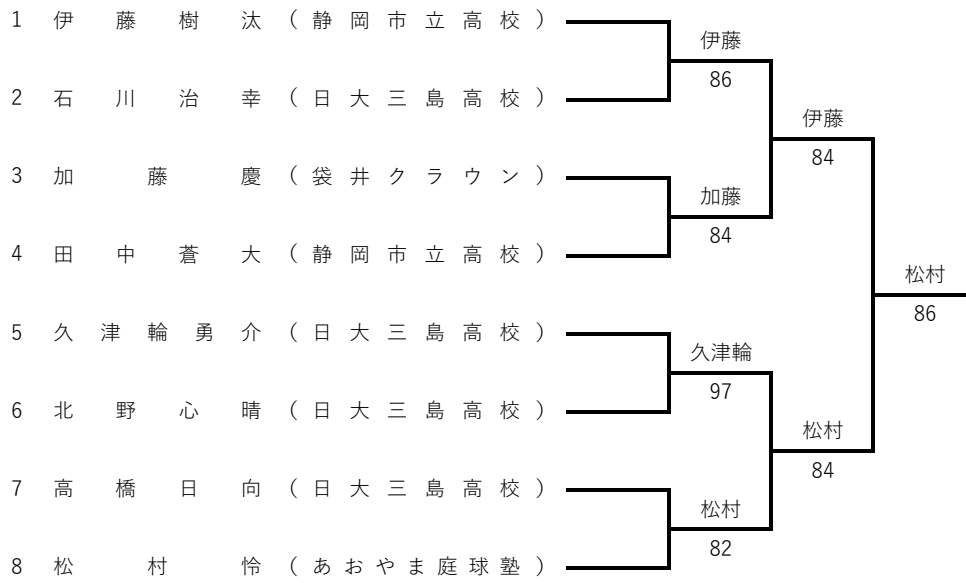 1 伊藤樹汰（静岡市立高校）
伊藤
86
2 石川治幸（日大三島高校）
伊藤
84
3 加藤慶（袋井クラウン）
加藤
84
4 田中蒼大（静岡市立高校）
松村
86
5 久津輪勇介（日大三島高校）
久津輪
97
6 北野心晴（日大三島高校）
松村
84
7 高橋日向（日大三島高校）
松村
82
8 松村怜（あおやま庭球塾）